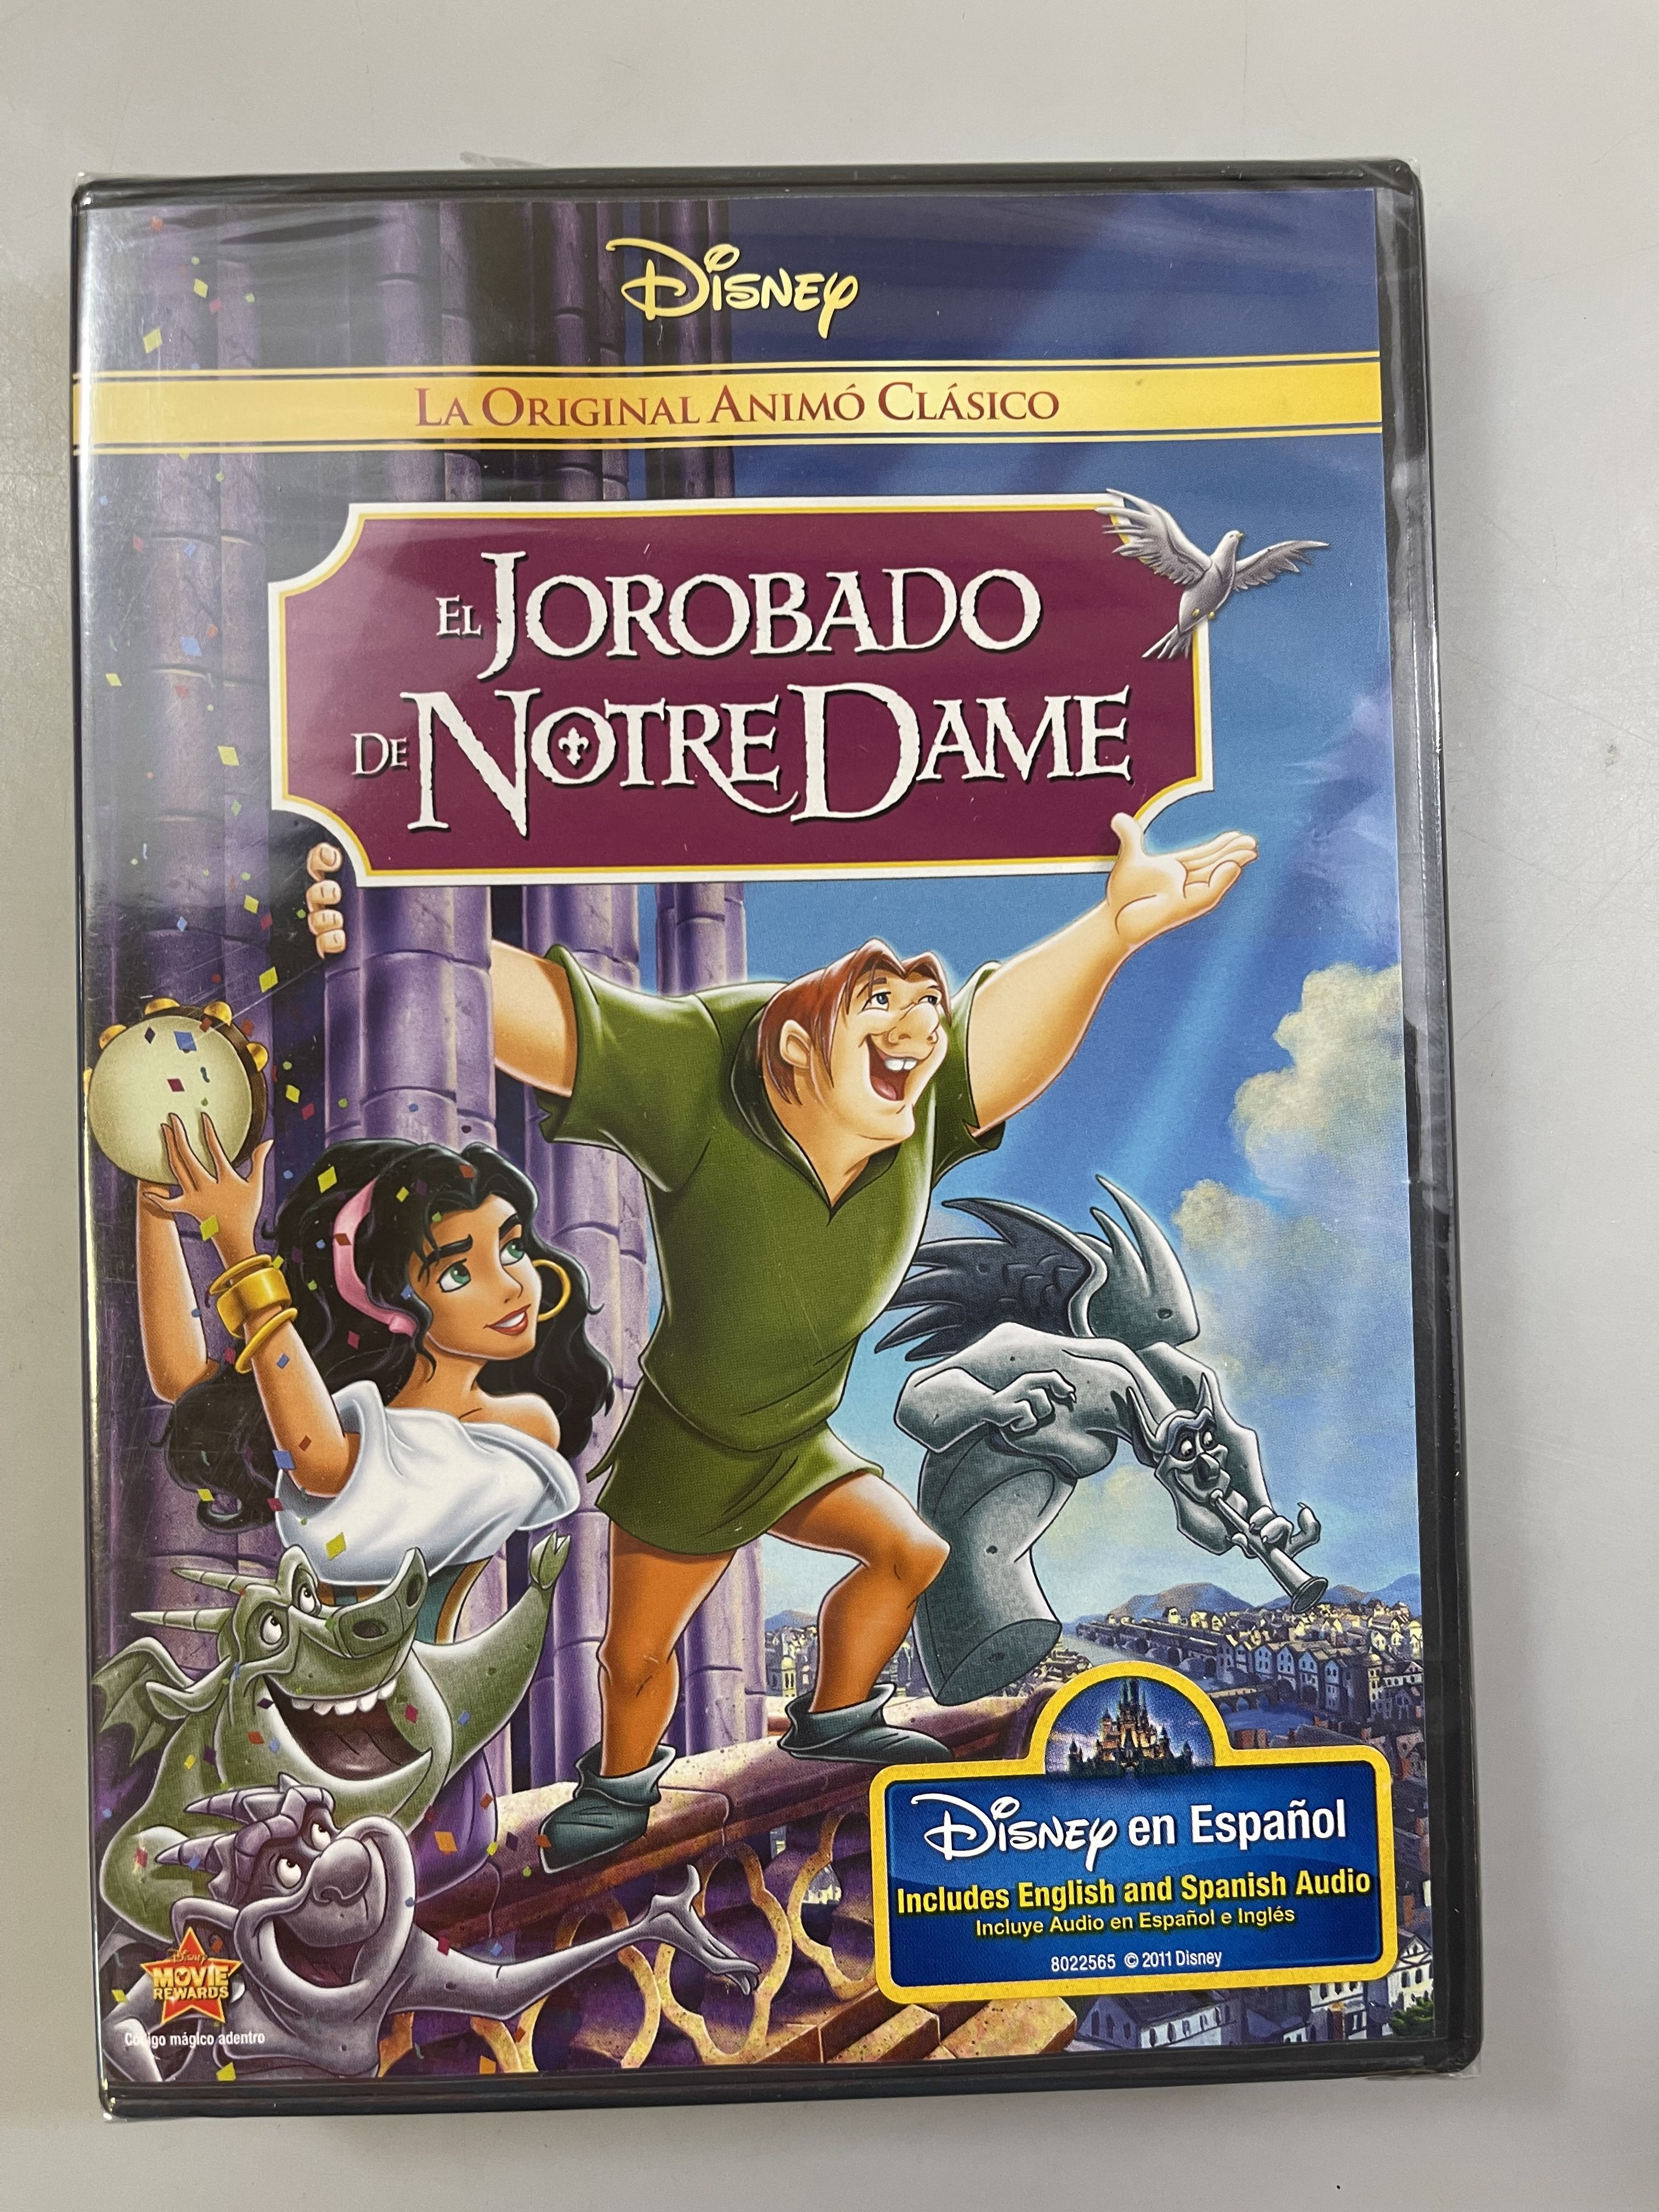 Disney
La Original Animó Clásico
El Jorobado
De Notre Dame
Disney en Español
Includes English and Spanish Audio
Incluye Audio en Español e Inglés
8022565 © 2011 Disney
Disney
MOVIE
REWARDS
Código mágico adentro